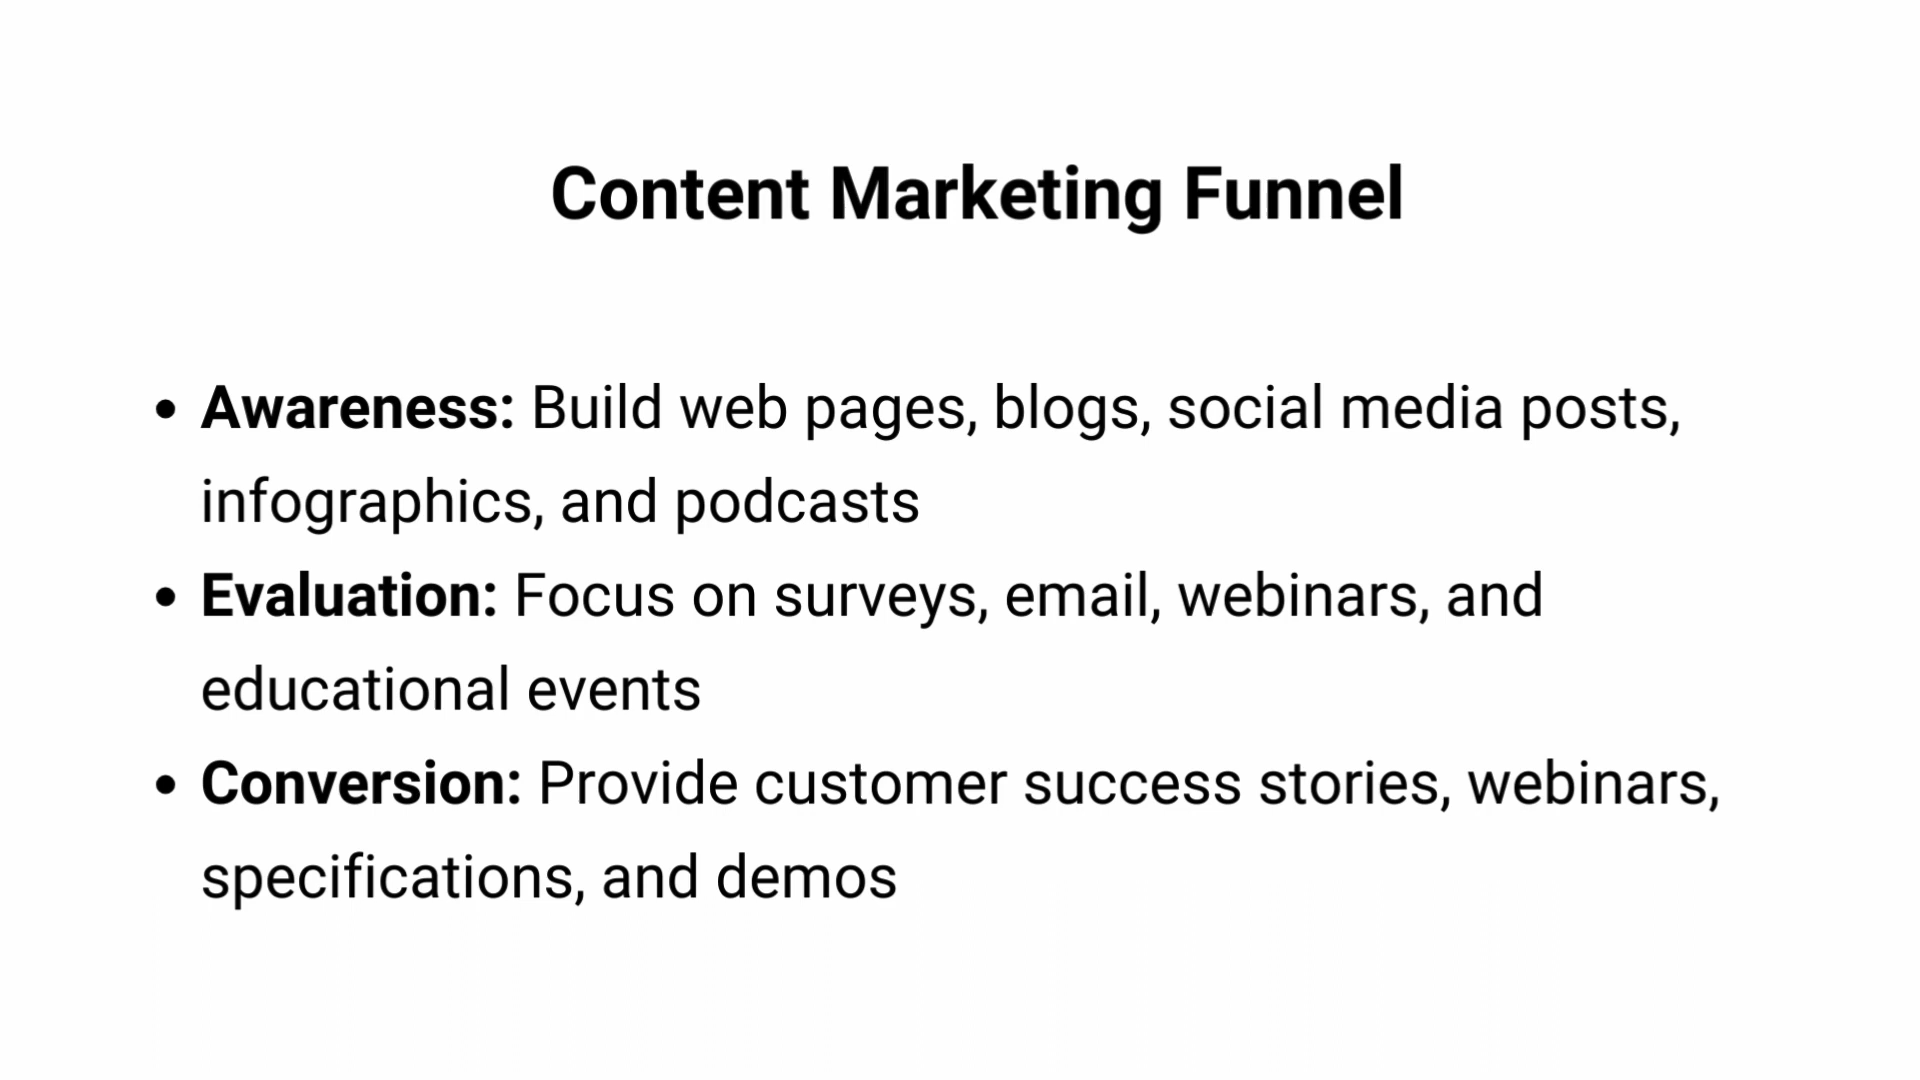 Content Marketing Funnel
• Awareness: Build web pages, blogs, social media posts,
infographics, and podcasts
• Evaluation: Focus on surveys, email, webinars, and
educational events
• Conversion: Provide customer success stories, webinars,
specifications, and demos